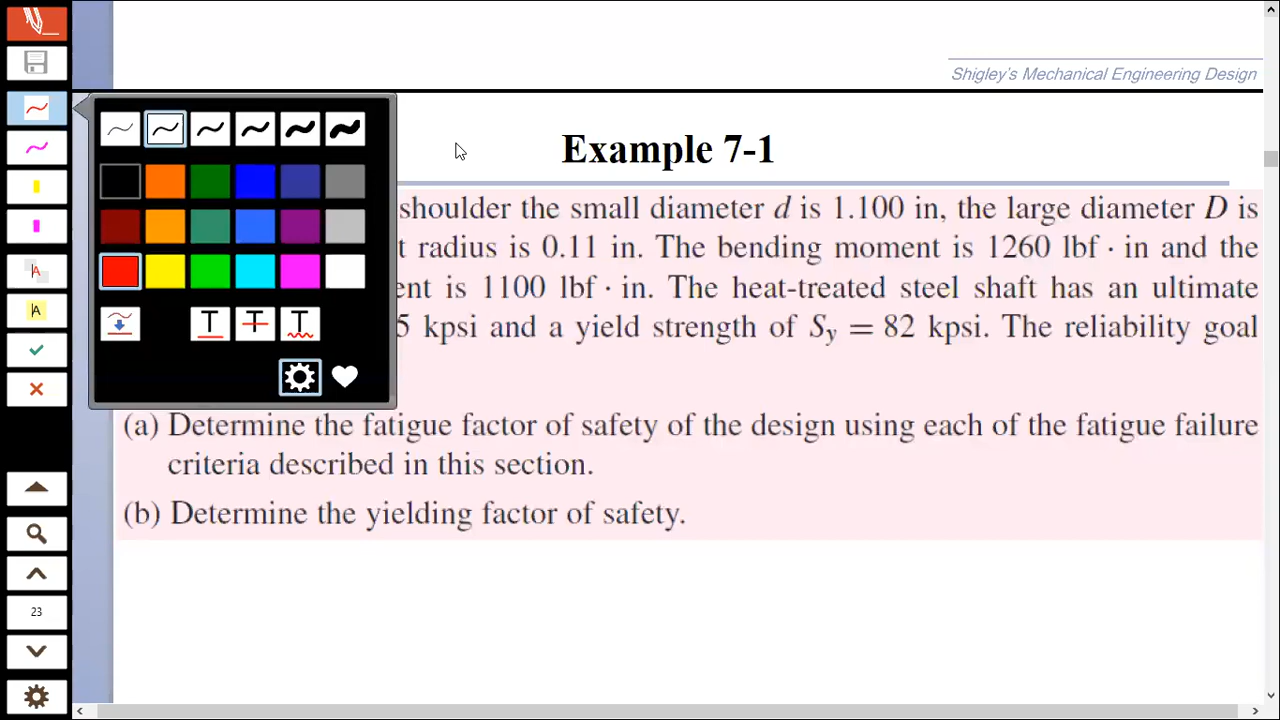 Shigley's Mechanical Engineering Design
Example 7-1
shoulder the small diameter d is 1.100 in, the large diameter D is
t radius is 0.11 in. The bending moment is 1260 lbf · in and the
ent is 1100 lbf · in. The heat-treated steel shaft has an ultimate
5 kpsi and a yield strength of Sy = 82 kpsi. The reliability goal
(a) Determine the fatigue factor of safety of the design using each of the fatigue failure
criteria described in this section.
(b) Determine the yielding factor of safety.
A
A
T T T
23